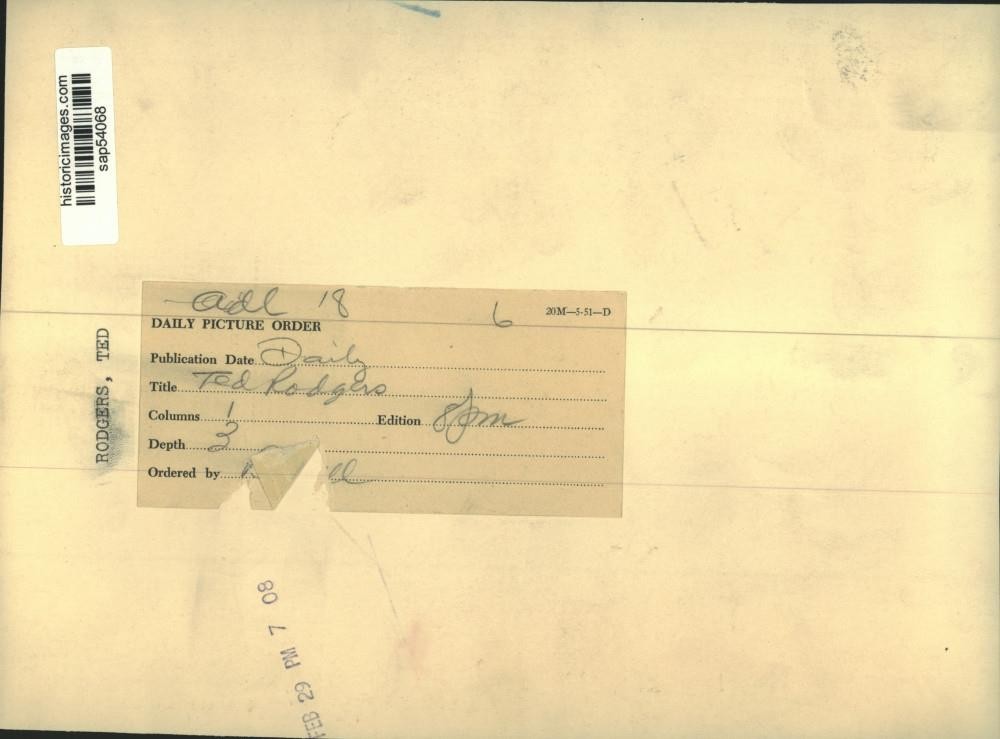 historicimages.com
sap54068
RODGERS, TED
adl 18 6 20M—5-51—D
DAILY PICTURE ORDER
Publication Date Daily
Title Ted Rodgers
Columns 1 Edition 8pm
Depth 3
Ordered by
FEB 29 PM 7 08